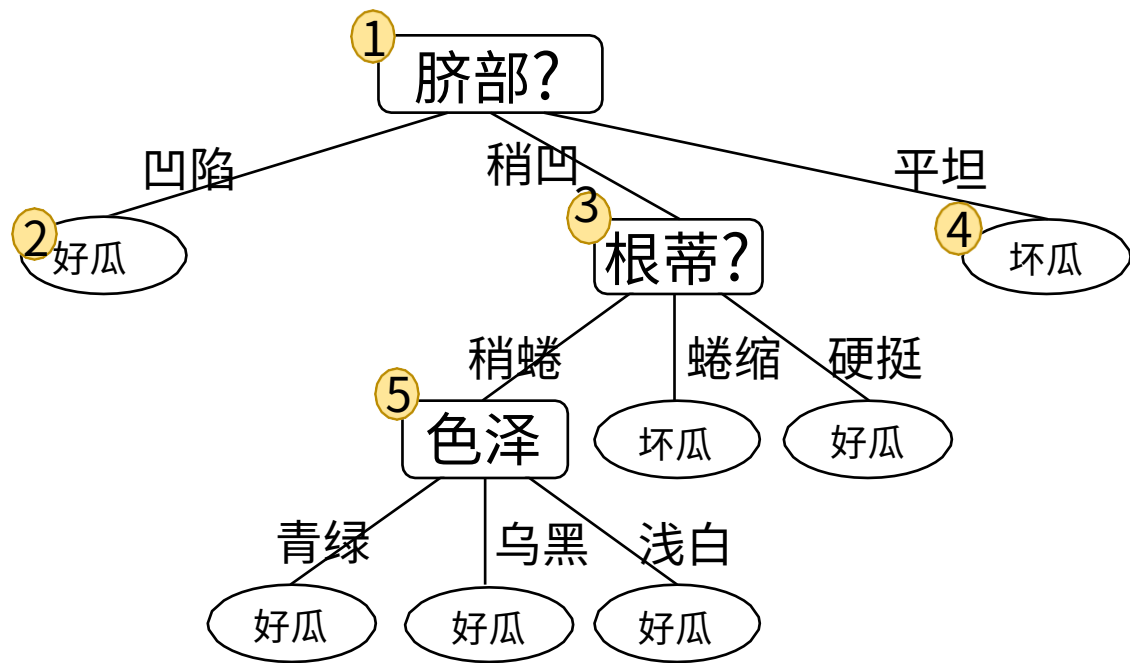 1
脐部?
凹陷
稍凹
平坦
2
好瓜
3
根蒂?
4
坏瓜
稍蜷
蜷缩
硬挺
5
色泽
坏瓜
好瓜
青绿
乌黑
浅白
好瓜
好瓜
好瓜